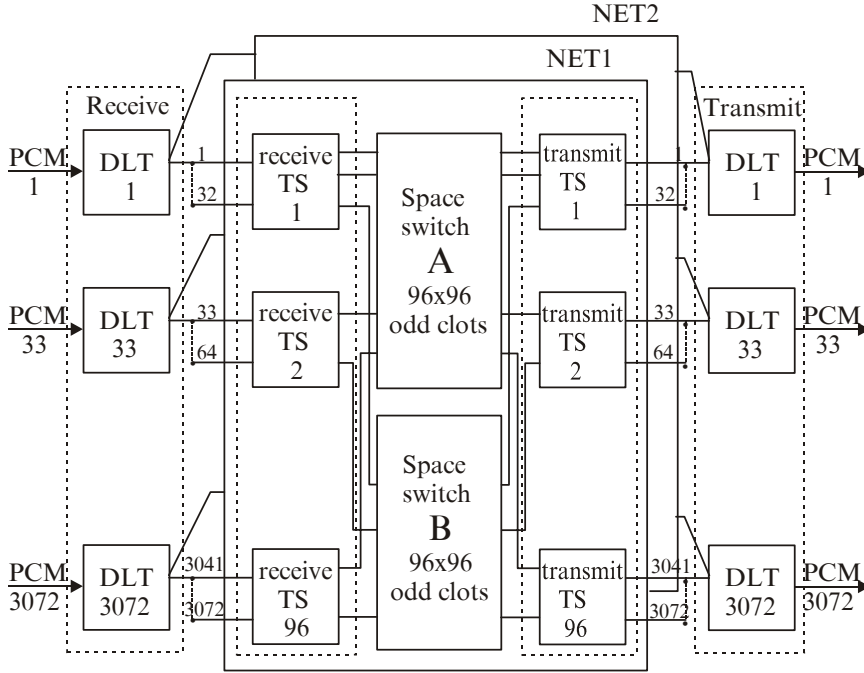 NET2
NET1
Receive
Transmit
PCM
1
DLT
1
1
32
receive
TS
1
Space
switch
A
96x96
odd clots
transmit
TS
1
1
32
DLT
1
PCM
1
PCM
33
DLT
33
33
64
receive
TS
2
transmit
TS
2
33
64
DLT
33
PCM
33
Space
switch
B
96x96
odd clots
PCM
3072
DLT
3072
3041
3072
receive
TS
96
transmit
TS
96
3041
3072
DLT
3072
PCM
3072